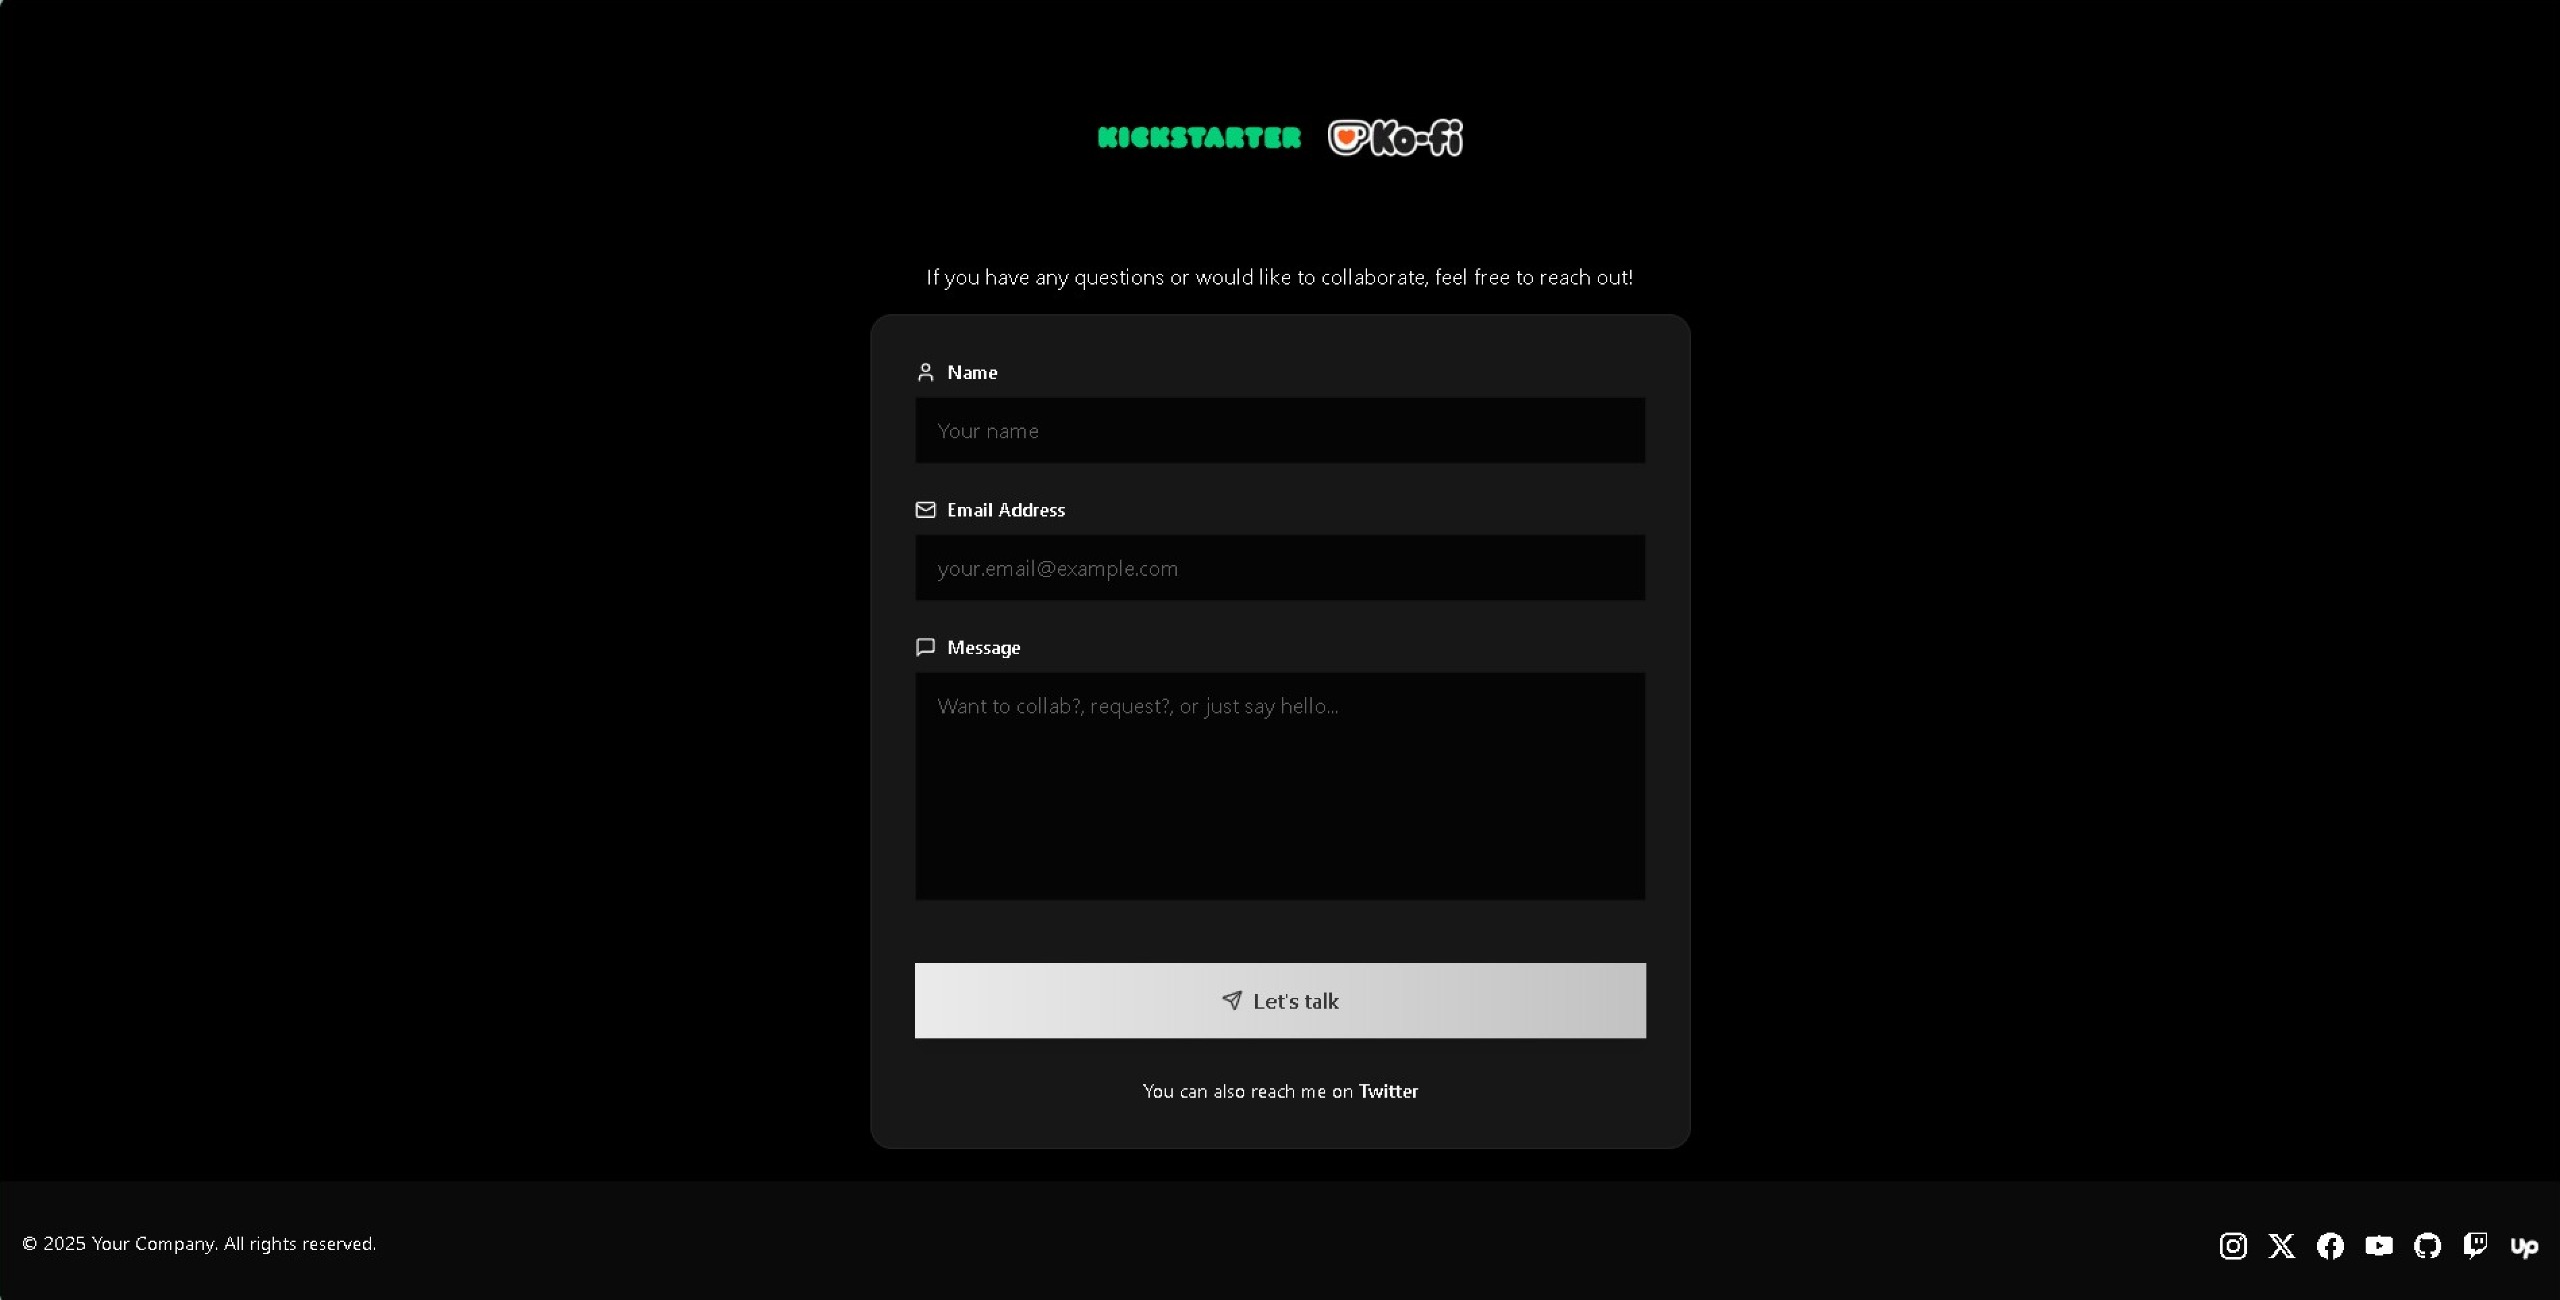 KICKSTARTER Ko-fi
If you have any questions or would like to collaborate, feel free to reach out!
Name
Your name
Email Address
your.email@example.com
Message
Want to collab?, request?, or just say hello...
Let's talk
You can also reach me on Twitter
© 2025 Your Company. All rights reserved.
Up